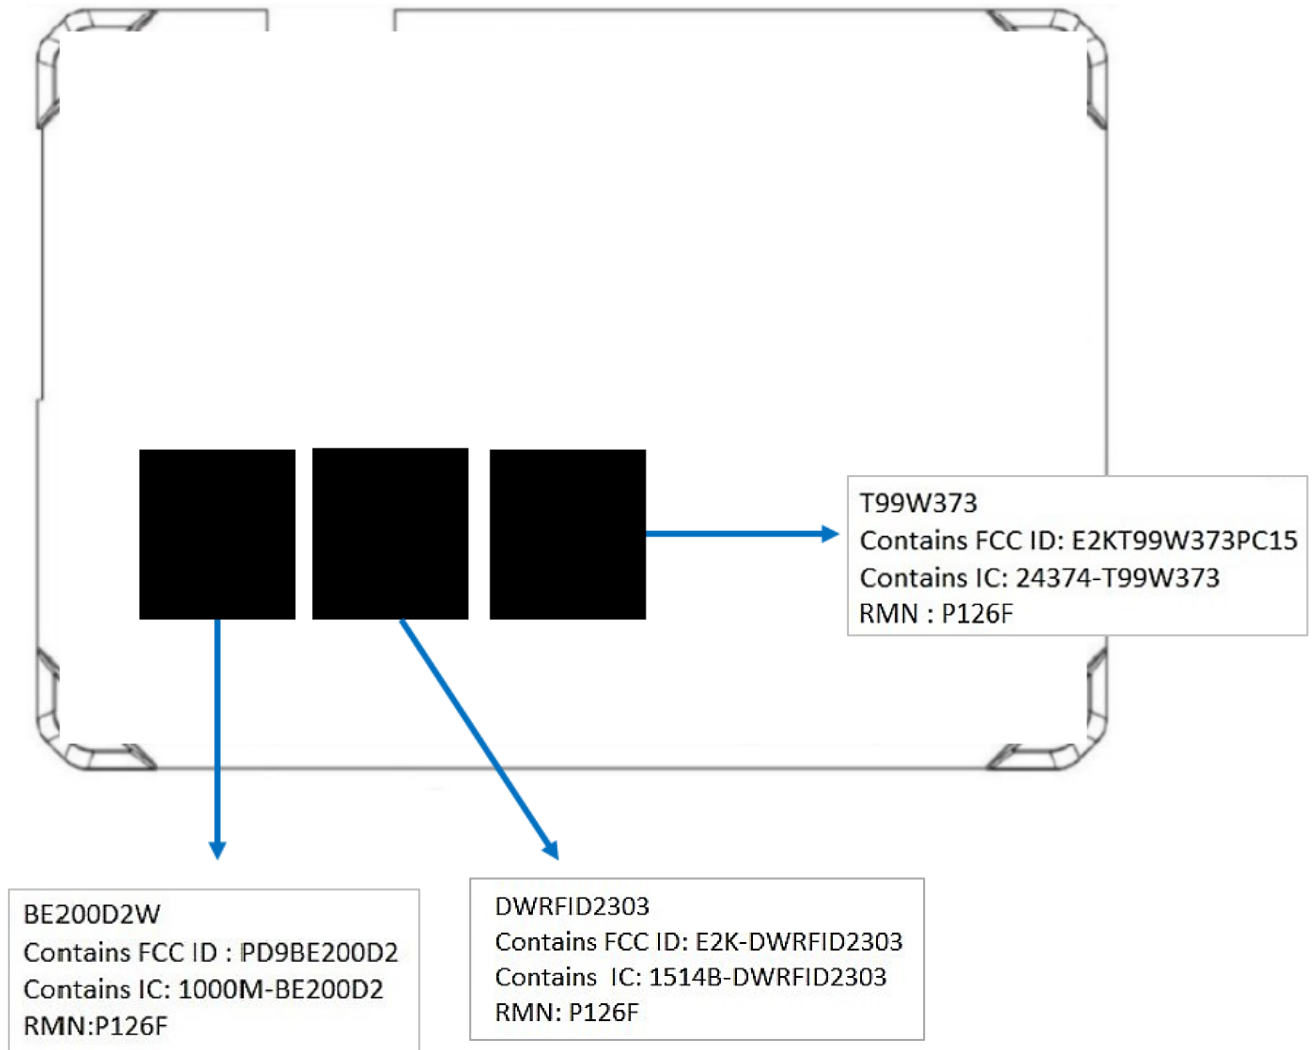 T99W373
Contains FCC ID: E2KT99W373PC15
Contains IC: 24374-T99W373
RMN : P126F
BE200D2W
Contains FCC ID : PD9BE200D2
Contains IC: 1000M-BE200D2
RMN:P126F
DWRFID2303
Contains FCC ID: E2K-DWRFID2303
Contains  IC: 1514B-DWRFID2303
RMN: P126F